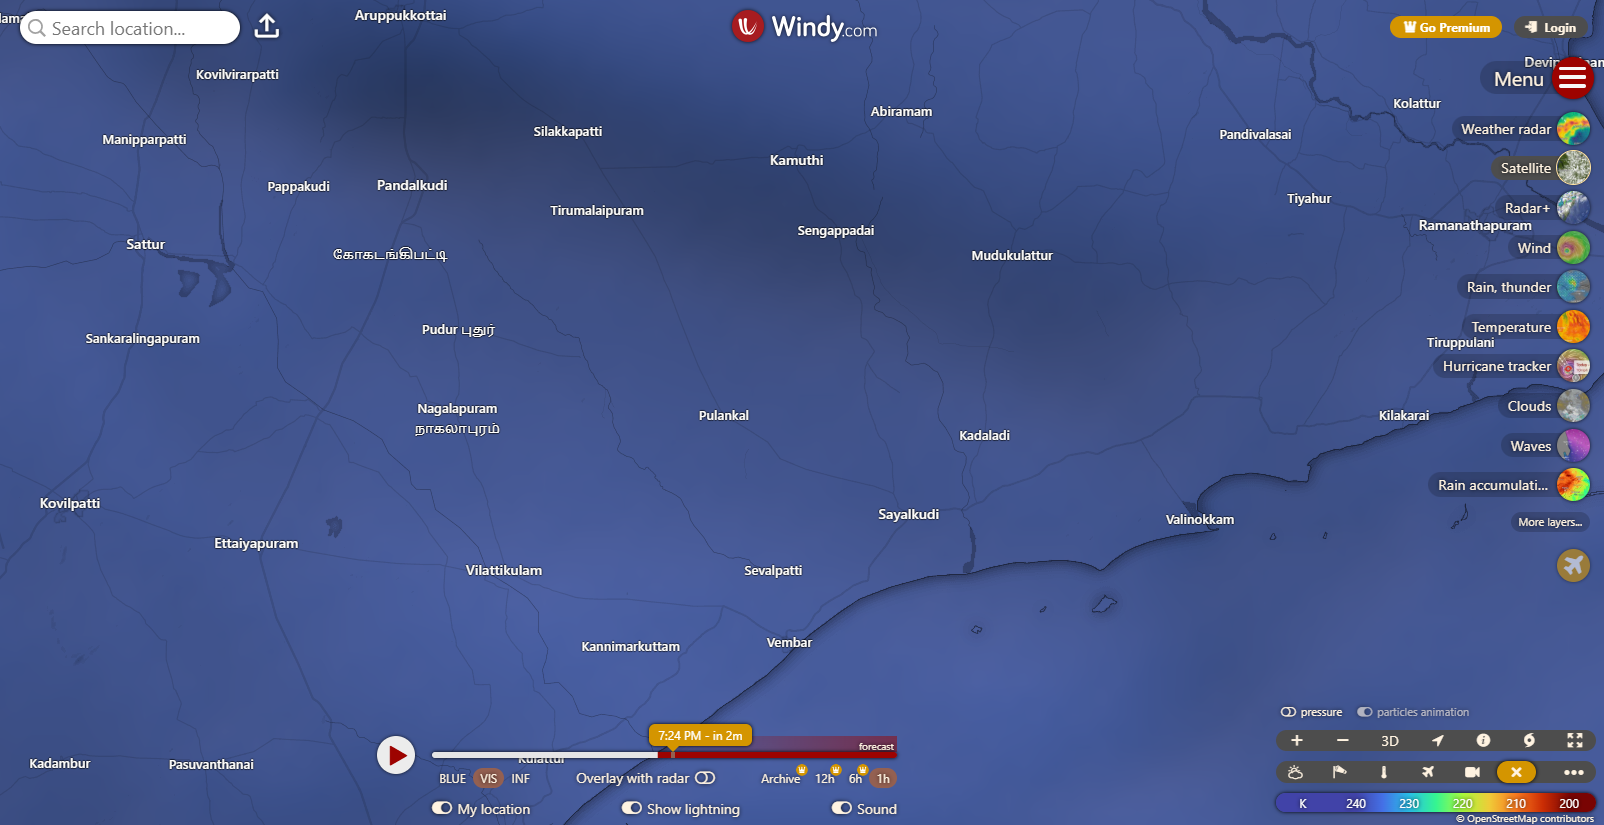 Aruppukkottai
Search location...
Windy.com
Go Premium
Login
Kovilvirarpatti
Menu
Kolattur
Abiramam
Silakkapatti
Manipparpatti
Pandivalasai
Weather radar
Kamuthi
Satellite
Pappakudi
Pandalkudi
Tiyahur
Tirumalaipuram
Radar+
Sengappadai
Ramanathapuram
Sattur
Wind
கோகடங்கிபட்டி
Mudukulattur
Rain, thunder
Pudur புதுர்
Temperature
Sankaralingapuram
Tiruppulani
Hurricane tracker
Nagalapuram
நாகலாபுரம்
Clouds
Pulankal
Kilakarai
Kadaladi
Waves
Rain accumulati...
Kovilpatti
Sayalkudi
Valinokkam
More layers...
Ettaiyapuram
Vilattikulam
Sevalpatti
Kannimarkuttam
Vembar
pressure
particles animation
7:24 PM - in 2m
forecast
3D
Kadambur
Pasuvanthanai
BLUE VIS INF
Overlay with radar
Archive 12h 6h 1h
My location
Show lightning
Sound
K 240 230 220 210 200
© OpenStreetMap contributors